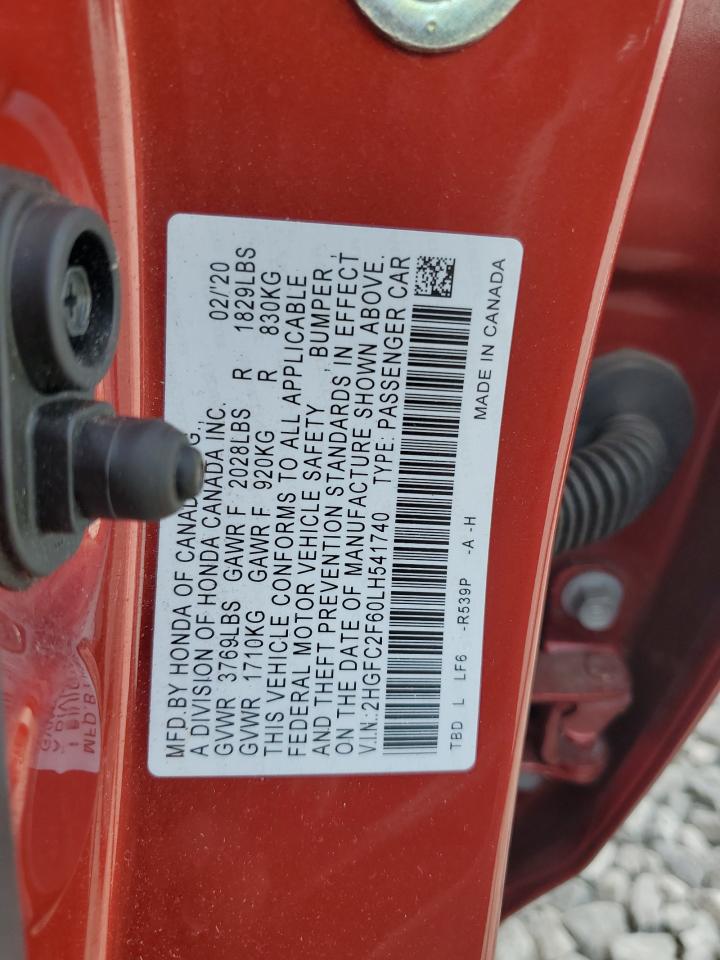 MFD.BY HONDA OF CANADA
A DIVISION OF HONDA CANADA INC. 02/'20
GVWR 3769LBS GAWR F 2028LBS R 1829LBS
GVWR 1710KG GAWR F 920KG R 830KG
THIS VEHICLE CONFORMS TO ALL APPLICABLE
FEDERAL MOTOR VEHICLE SAFETY , BUMPER ,
AND THEFT PREVENTION STANDARDS IN EFFECT
ON THE DATE OF MANUFACTURE SHOWN ABOVE.
V.I.N.:2HGFC2F60LH541740 TYPE: PASSENGER CAR
TBD L LF6 -R539P -A -H MADE IN CANADA